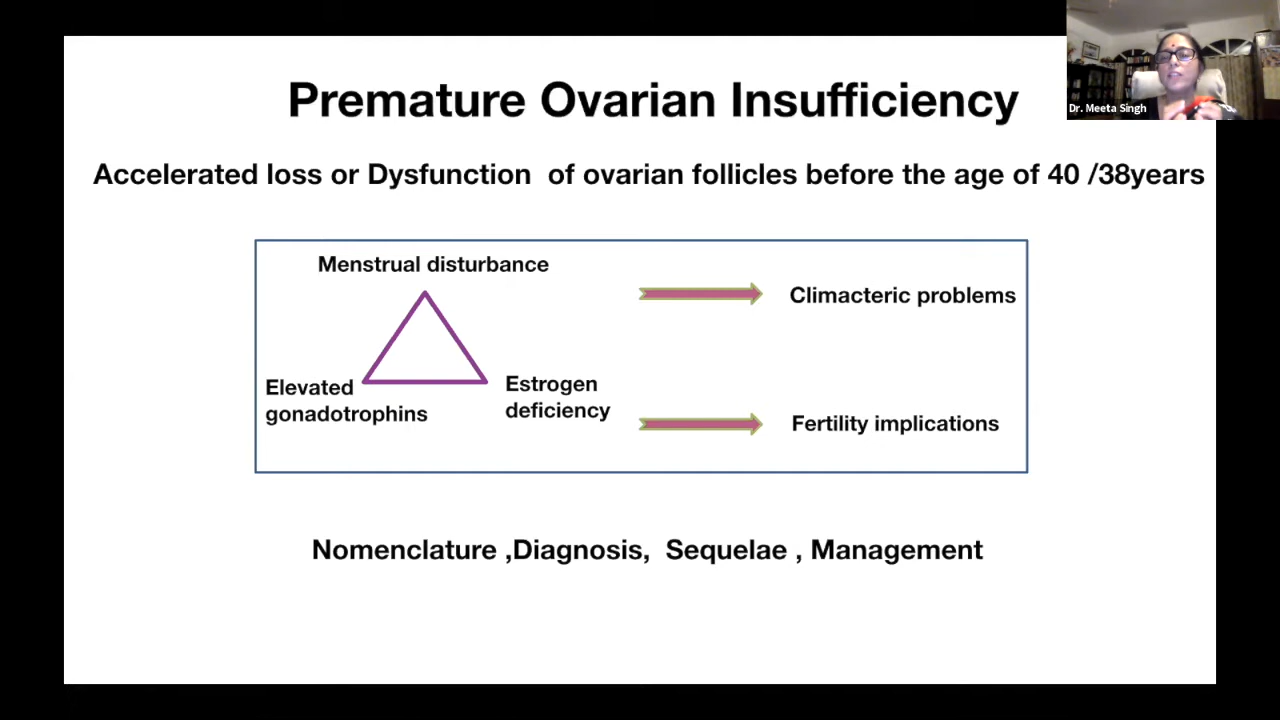 Premature Ovarian Insufficiency
Dr. Meeta Singh
Accelerated loss or Dysfunction of ovarian follicles before the age of 40 /38years
Menstrual disturbance
Climacteric problems
Elevated
gonadotrophins
Estrogen
deficiency
Fertility implications
Nomenclature ,Diagnosis, Sequelae , Management